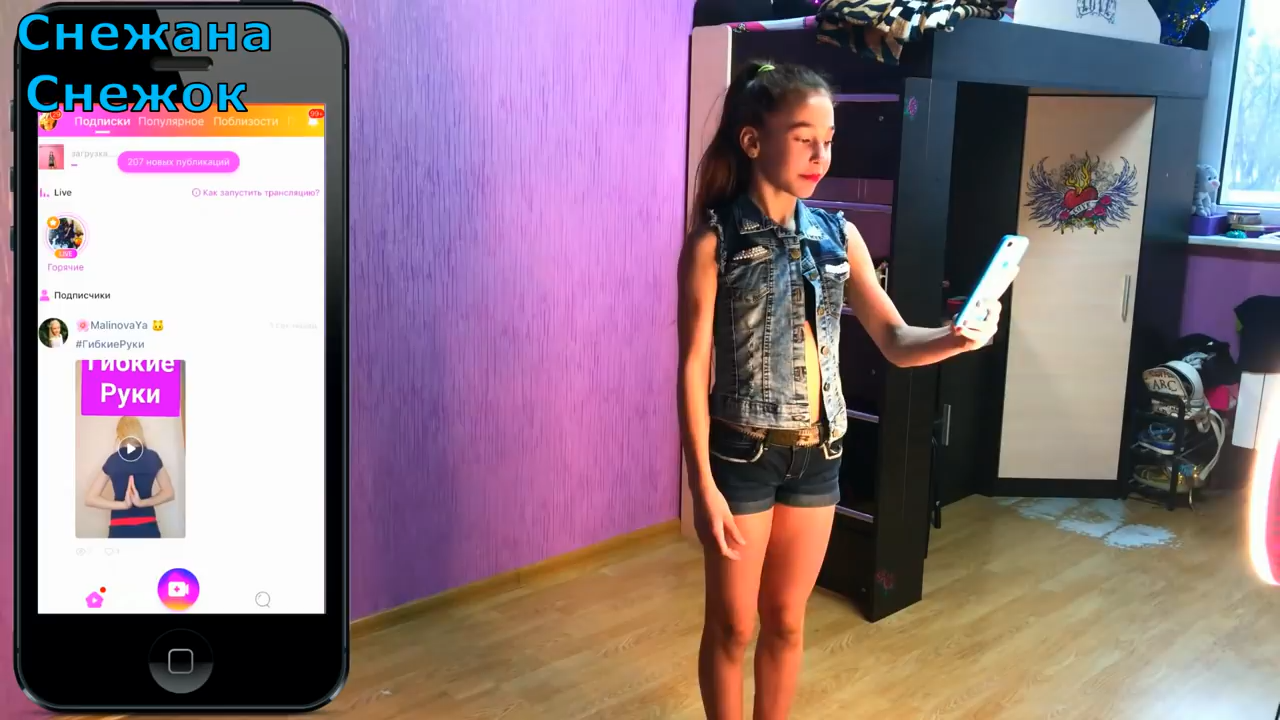 Снежана
Снежок
Подписки Популярное Поблизости
99+
загрузка...
207 новых публикаций
Live
Как запустить трансляцию?
LIVE
Горячие
Подписчики
MalinovaYa
#ГибкиеРуки
Гибкие
Руки
ARC